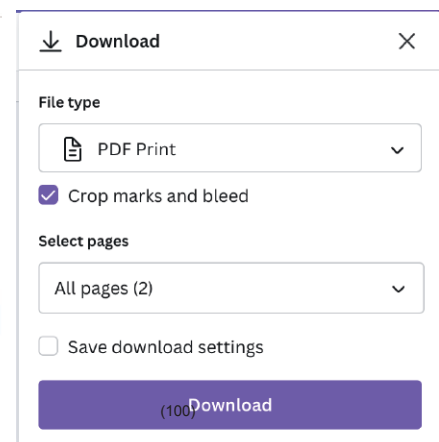 Download
File type
PDF Print
Crop marks and bleed
Select pages
All pages (2)
Save download settings
(100)Download